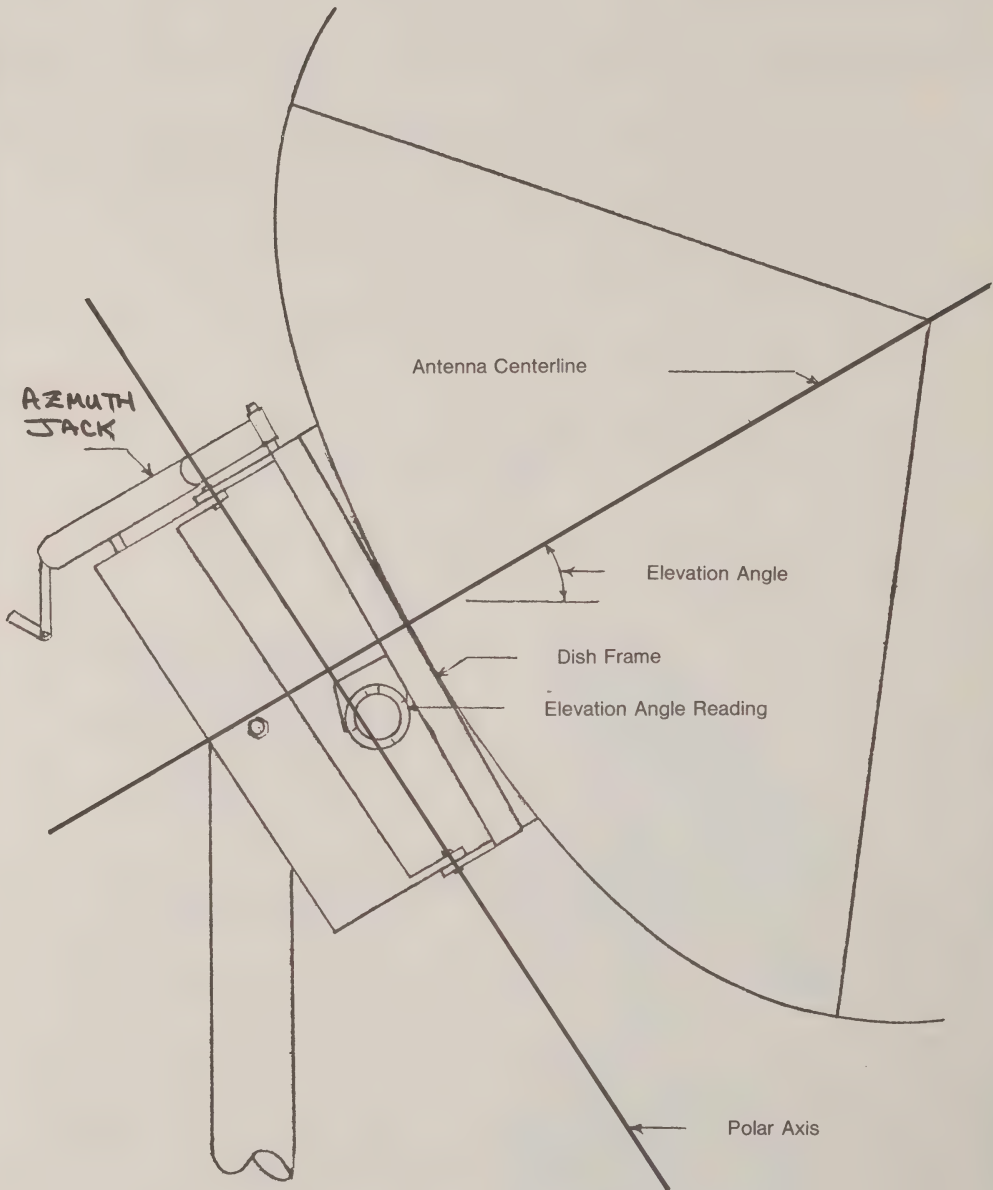 Antenna Centerline
AZMUTH
JACK
Elevation Angle
Dish Frame
Elevation Angle Reading
Polar Axis